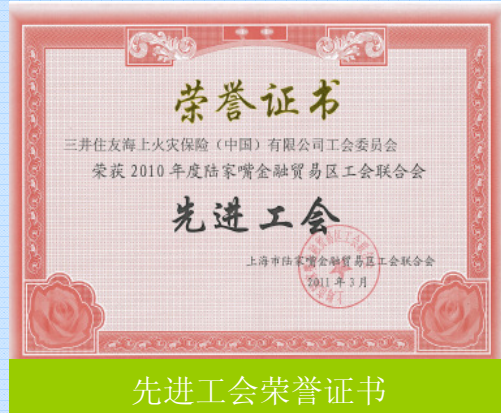 荣誉证书
三井住友海上火灾保险（中国）有限公司工会委员会
荣获 2010 年度陆家嘴金融贸易区工会联合会
先进工会
上海市陆家嘴金融贸易区工会联合会
2011 年 3 月
先进工会荣誉证书